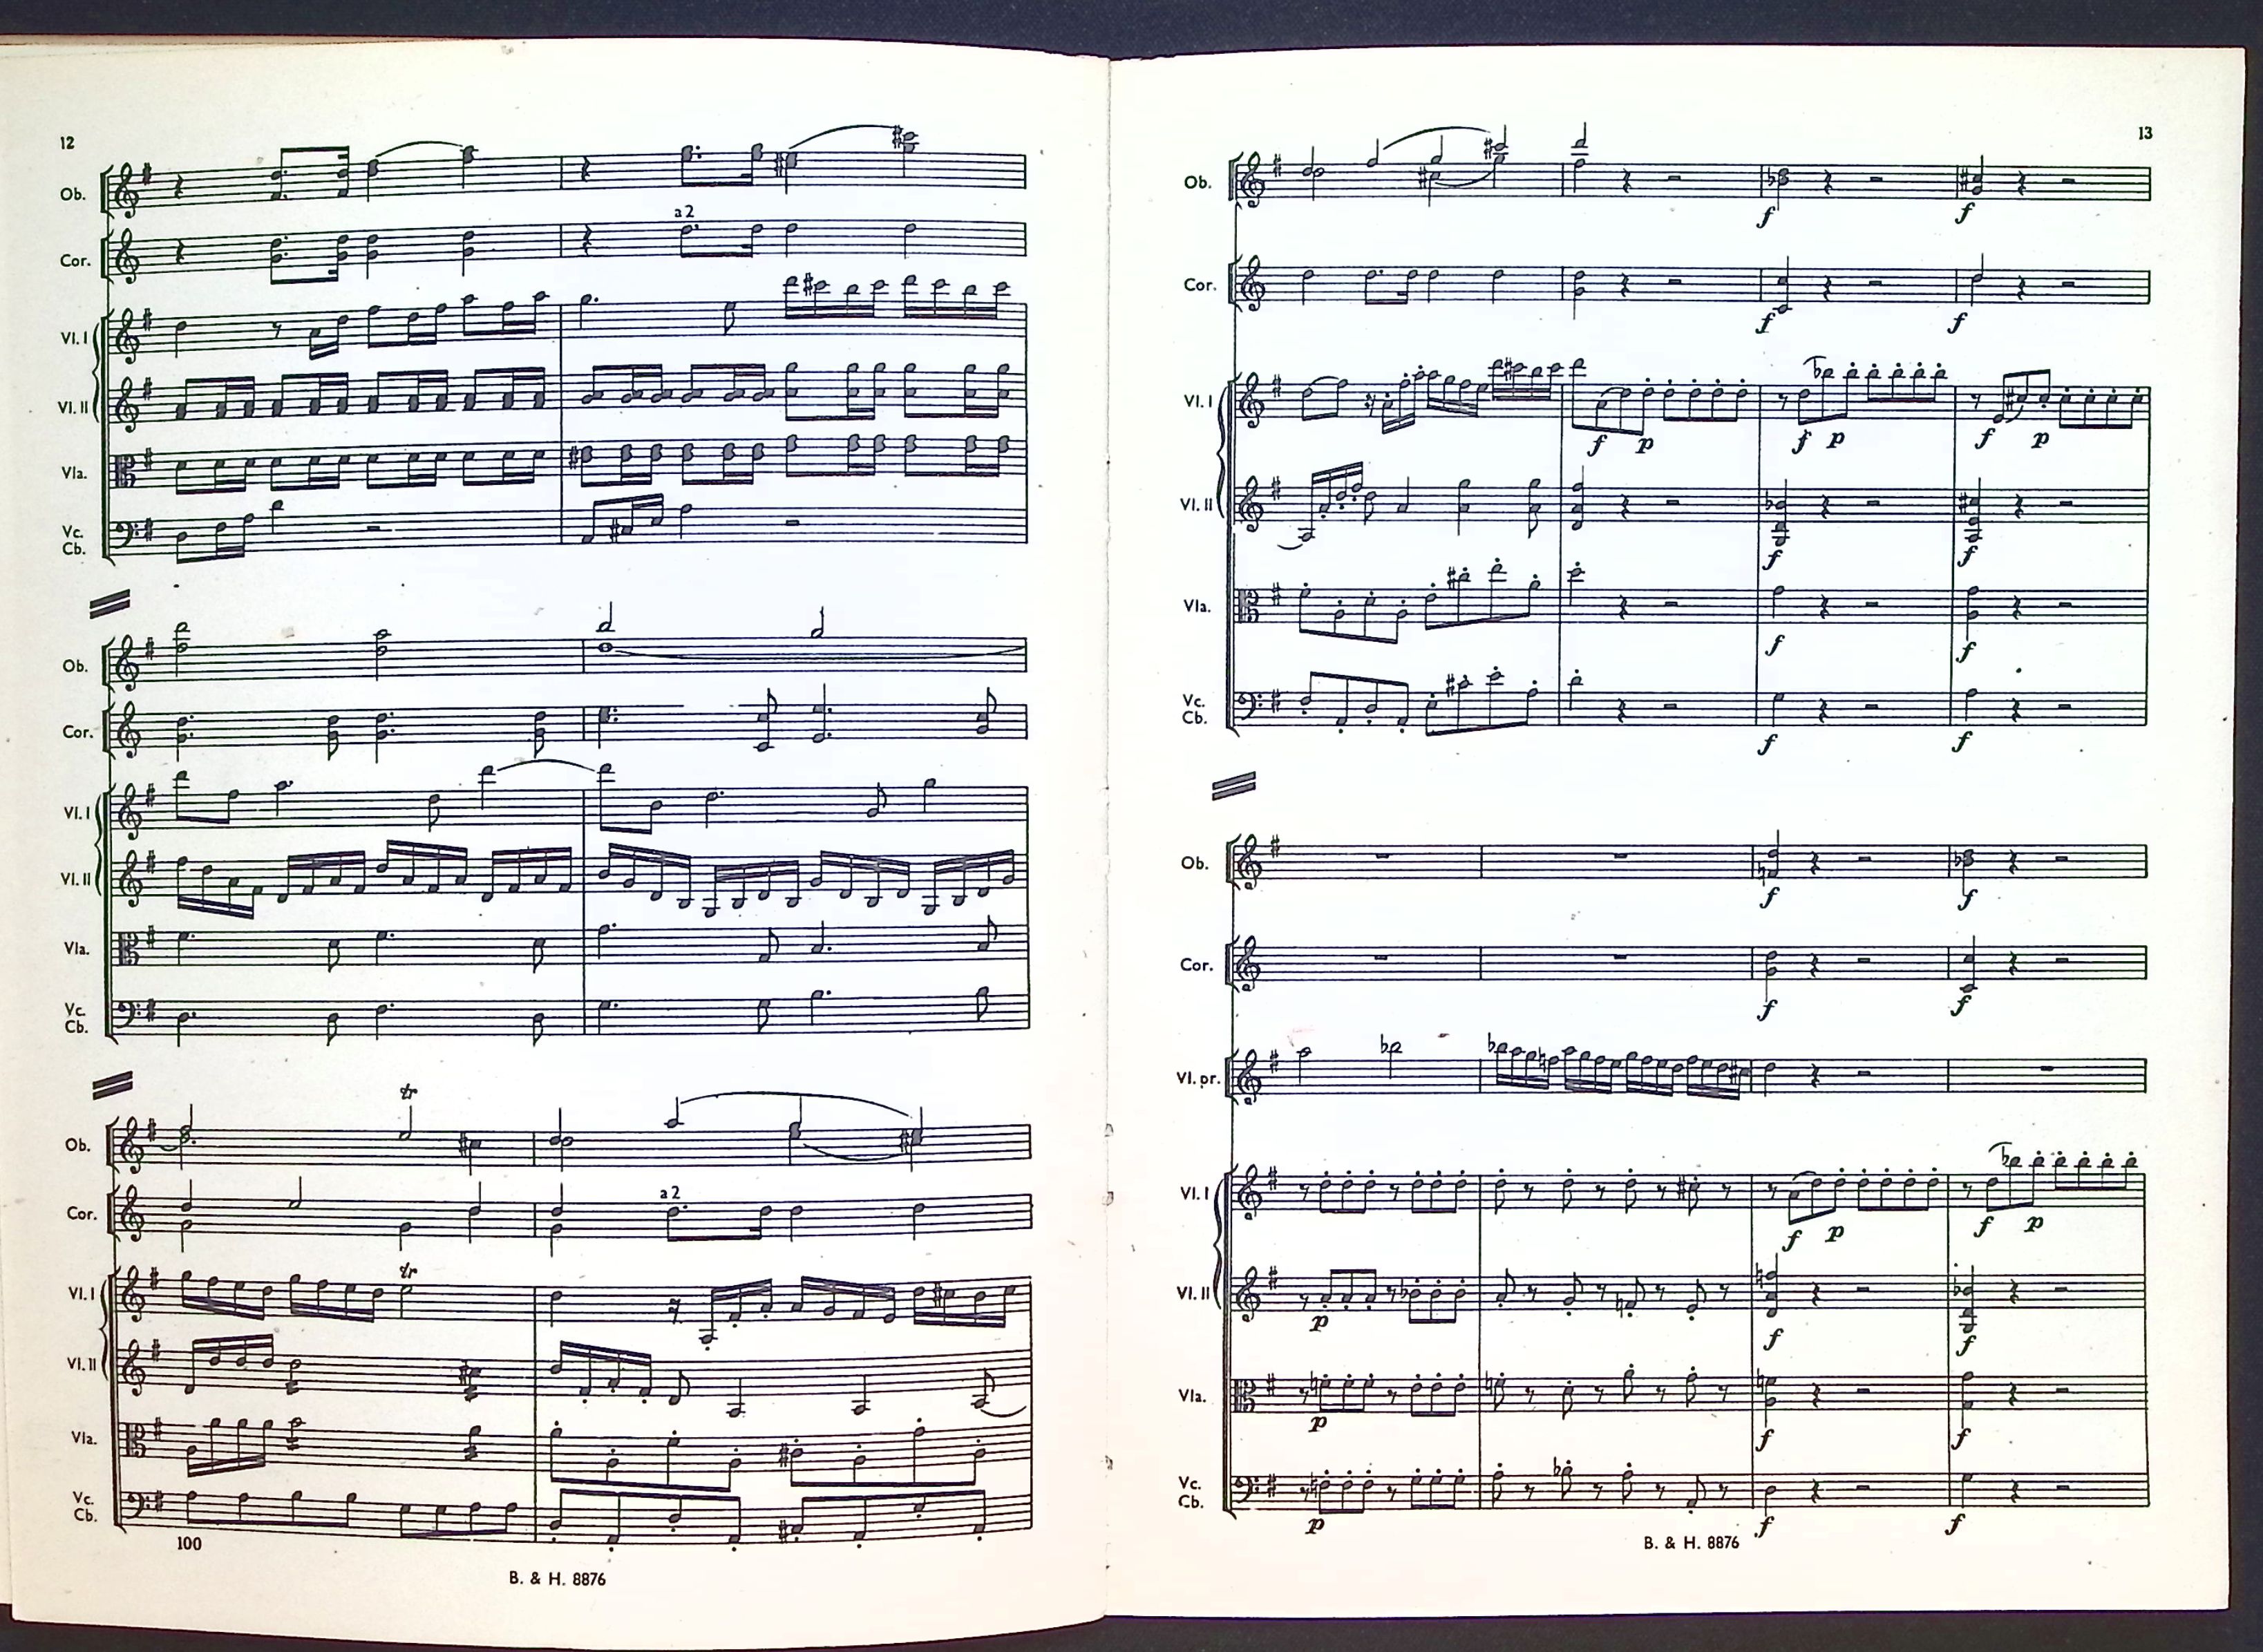 12
Ob.
Cor.
a 2
Vl. I
Vl. II
Vla.
Vc.
Cb.
Ob.
Cor.
Vl. I
Vl. II
Vla.
Vc.
Cb.
tr
Ob.
Cor.
a 2
tr
Vl. I
Vl. II
Vla.
Vc.
Cb.
100
B. & H. 8876
13
Ob.
f f
Cor.
f f
Vl. I
f p f p f p
Vl. II
f f
Vla.
f f
Vc.
Cb.
f f
Ob.
f f
Cor.
f f
Vl. pr.
Vl. I
f p f p
Vl. II
p f f
Vla.
p f f
Vc.
Cb.
p f f
B. & H. 8876